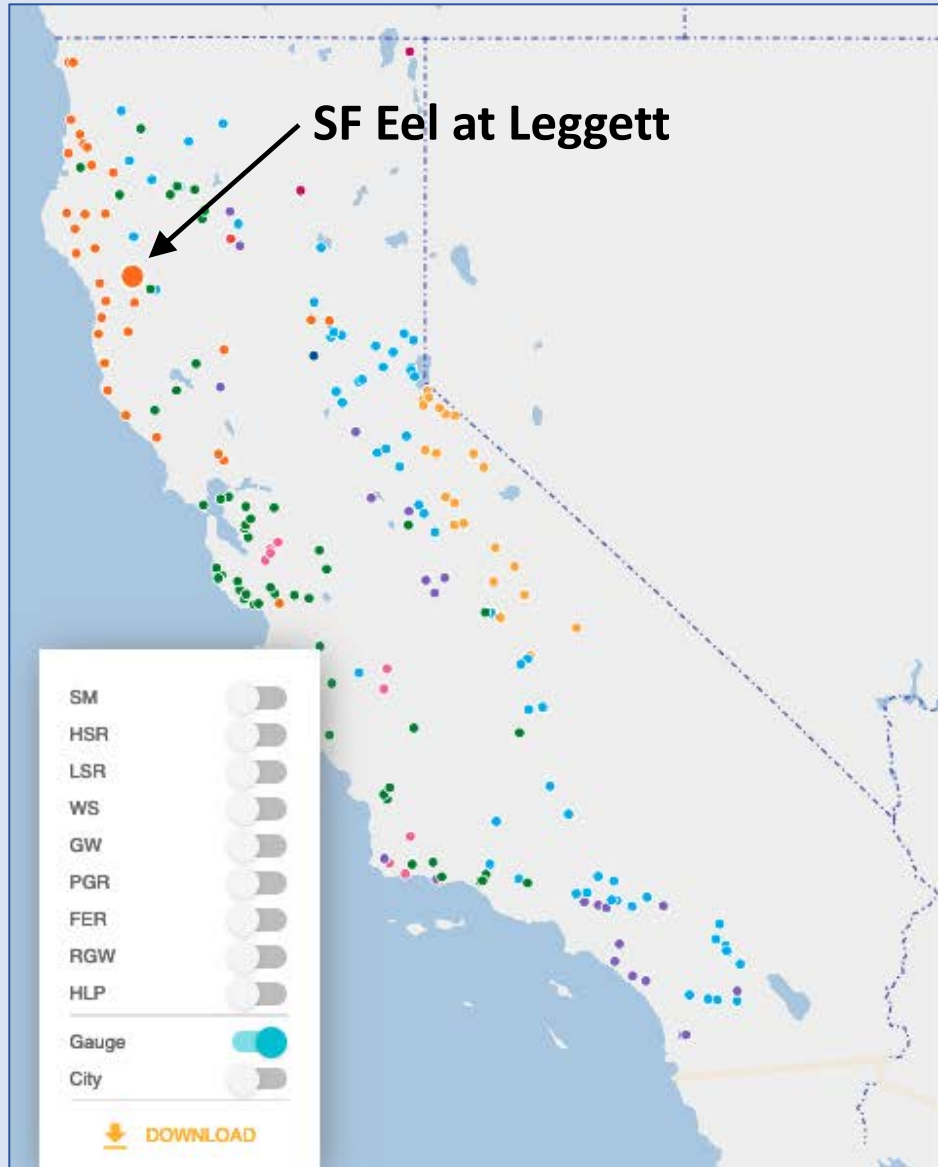 SF Eel at Leggett
SM
HSR
LSR
WS
GW
PGR
FER
RGW
HLP
Gauge
City
DOWNLOAD